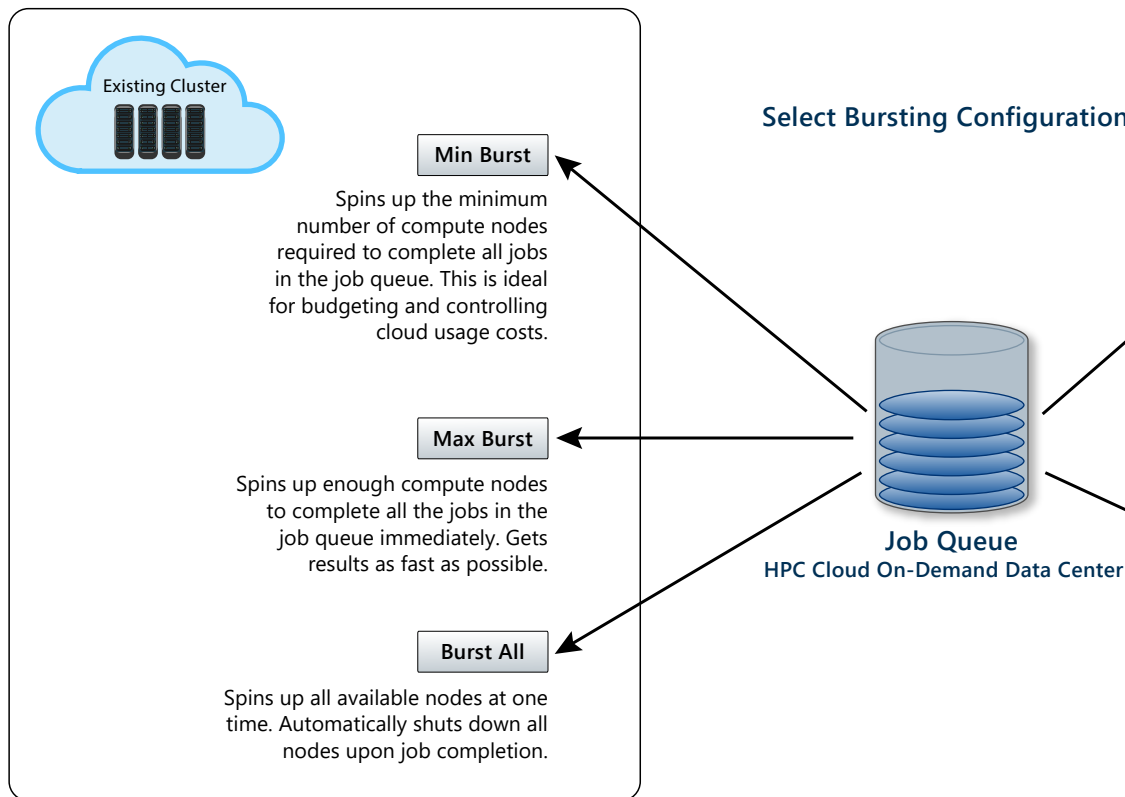 Existing Cluster
Select Bursting Configuration
Min Burst
Spins up the minimum
number of compute nodes
required to complete all jobs
in the job queue. This is ideal
for budgeting and controlling
cloud usage costs.
Max Burst
Spins up enough compute nodes
to complete all the jobs in the
job queue immediately. Gets
results as fast as possible.
Job Queue
HPC Cloud On-Demand Data Center
Burst All
Spins up all available nodes at one
time. Automatically shuts down all
nodes upon job completion.